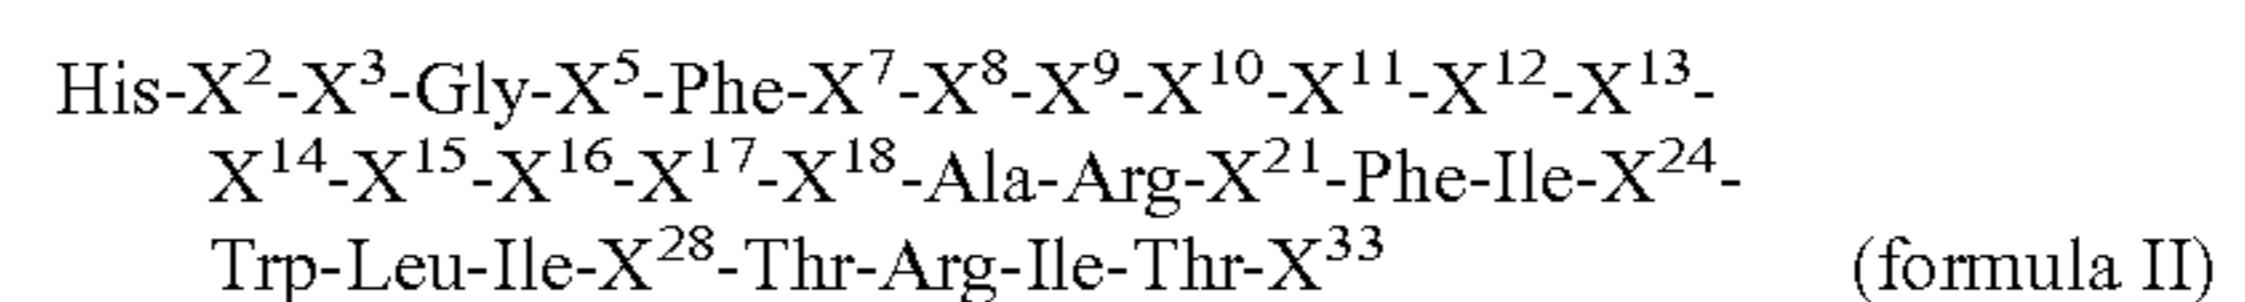 His-X²-X³-Gly-X⁵-Phe-X⁷-X⁸-X⁹-X¹⁰-X¹¹-X¹²-X¹³-
X¹⁴-X¹⁵-X¹⁶-X¹⁷-X¹⁸-Ala-Arg-X²¹-Phe-Ile-X²⁴-
Trp-Leu-Ile-X²⁸-Thr-Arg-Ile-Thr-X³³ (formula II)